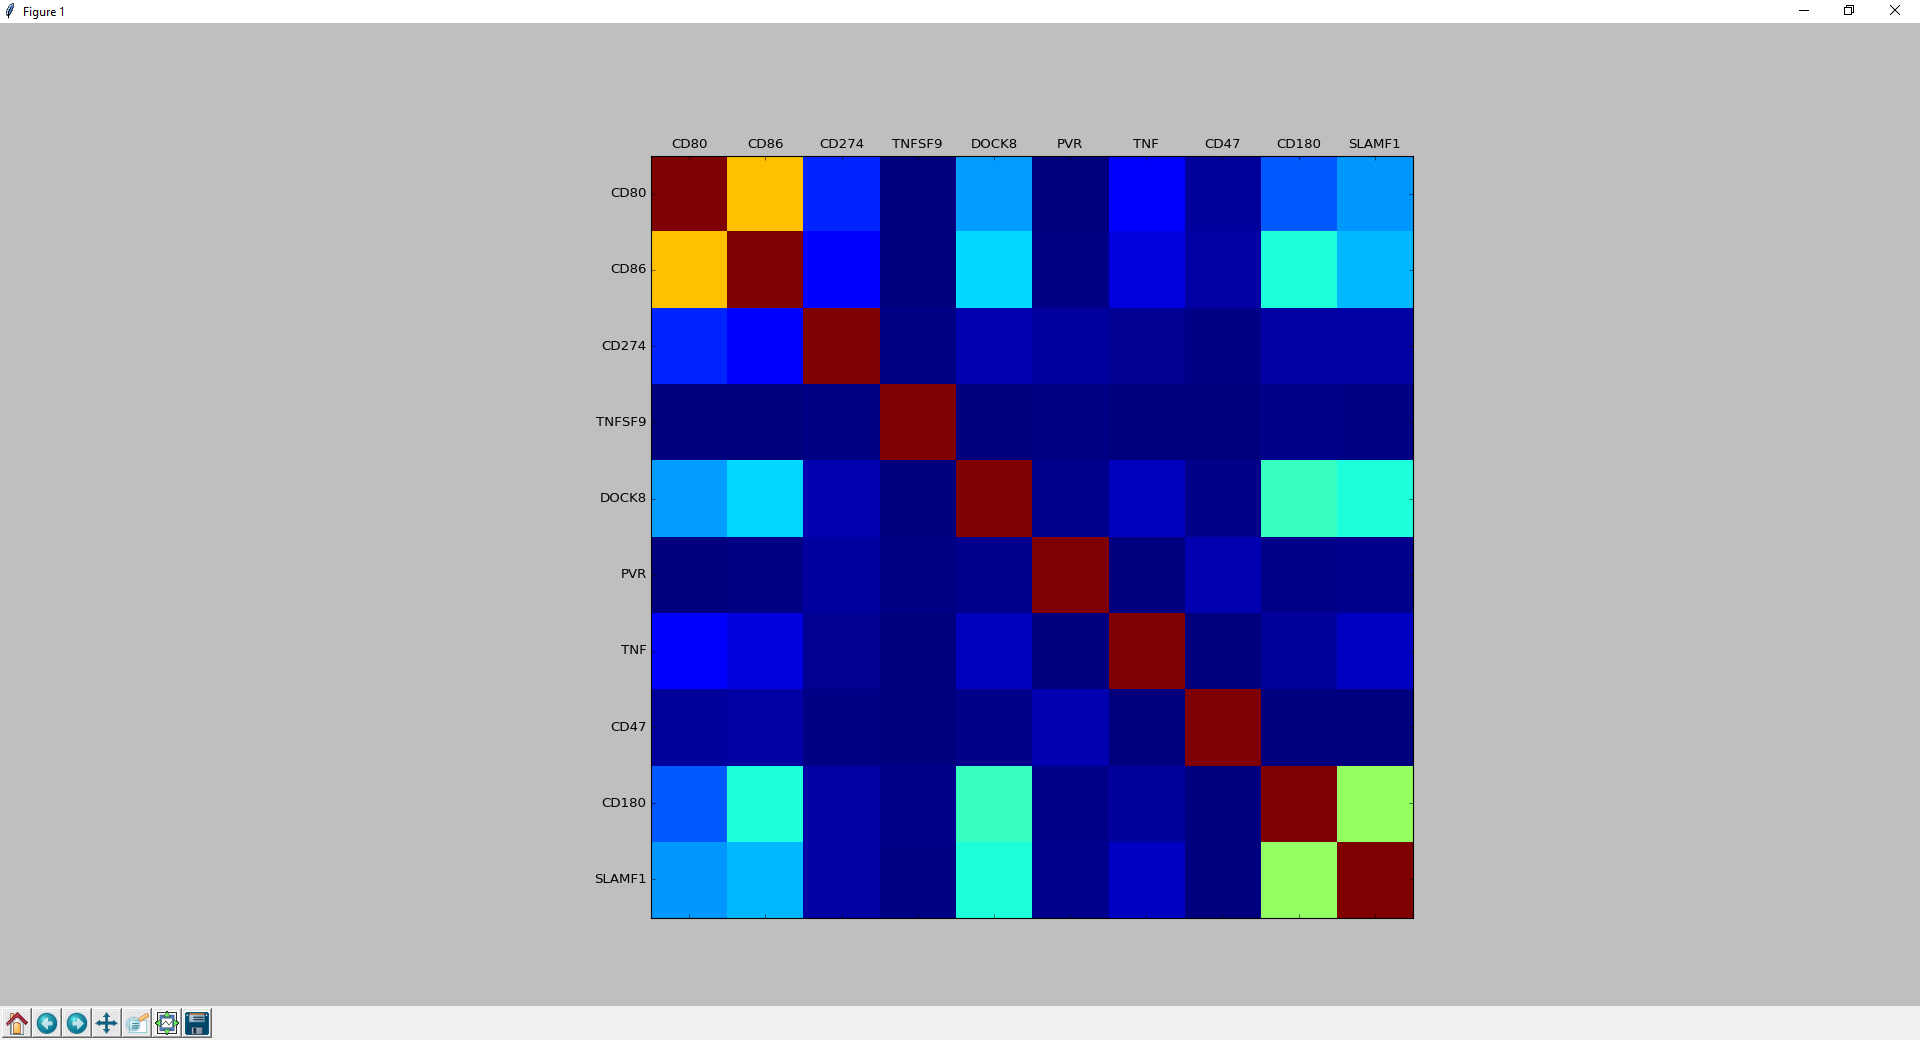 Figure 1
CD80 CD86 CD274 TNFSF9 DOCK8 PVR TNF CD47 CD180 SLAMF1
CD80
CD86
CD274
TNFSF9
DOCK8
PVR
TNF
CD47
CD180
SLAMF1